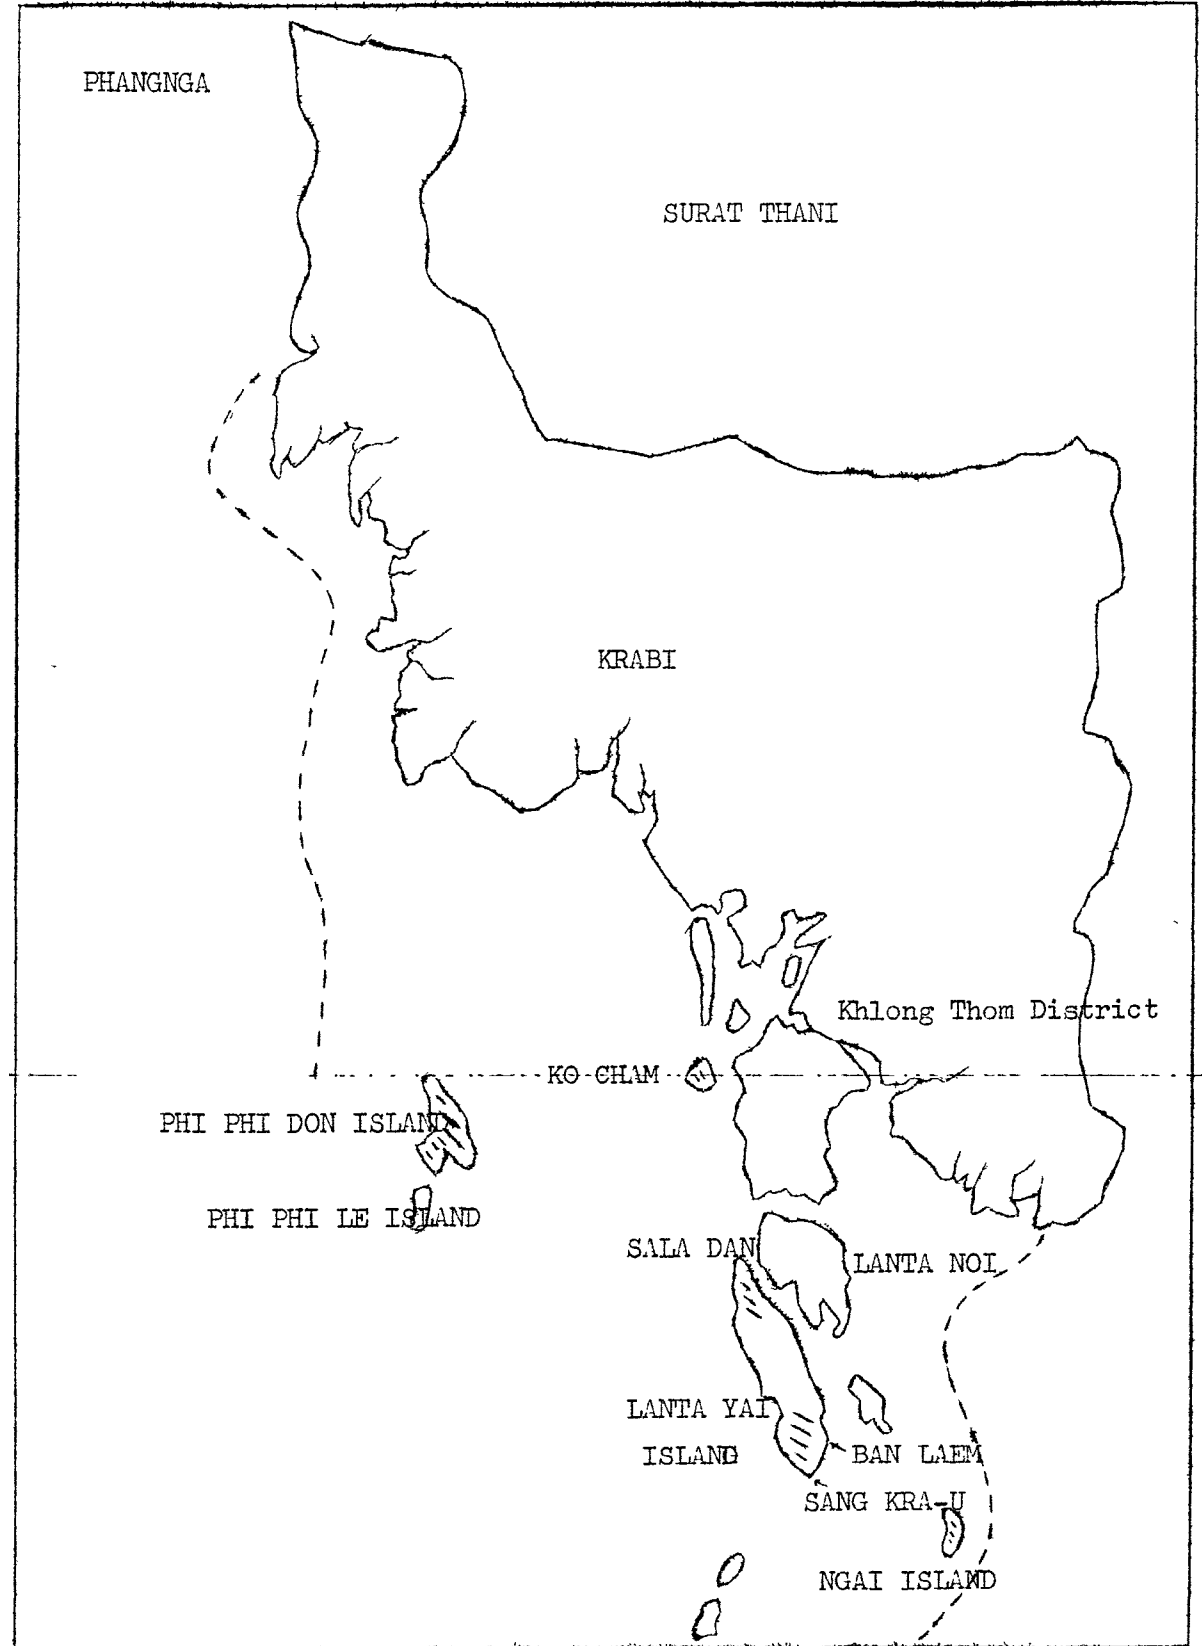 PHANGNGA
SURAT THANI
KRABI
Khlong Thom District
KO CHAM
PHI PHI DON ISLAND
PHI PHI LE ISLAND
SALA DAN
LANTA NOI
LANTA YAI
ISLAND
BAN LAEM
SANG KRA-U
NGAI ISLAND